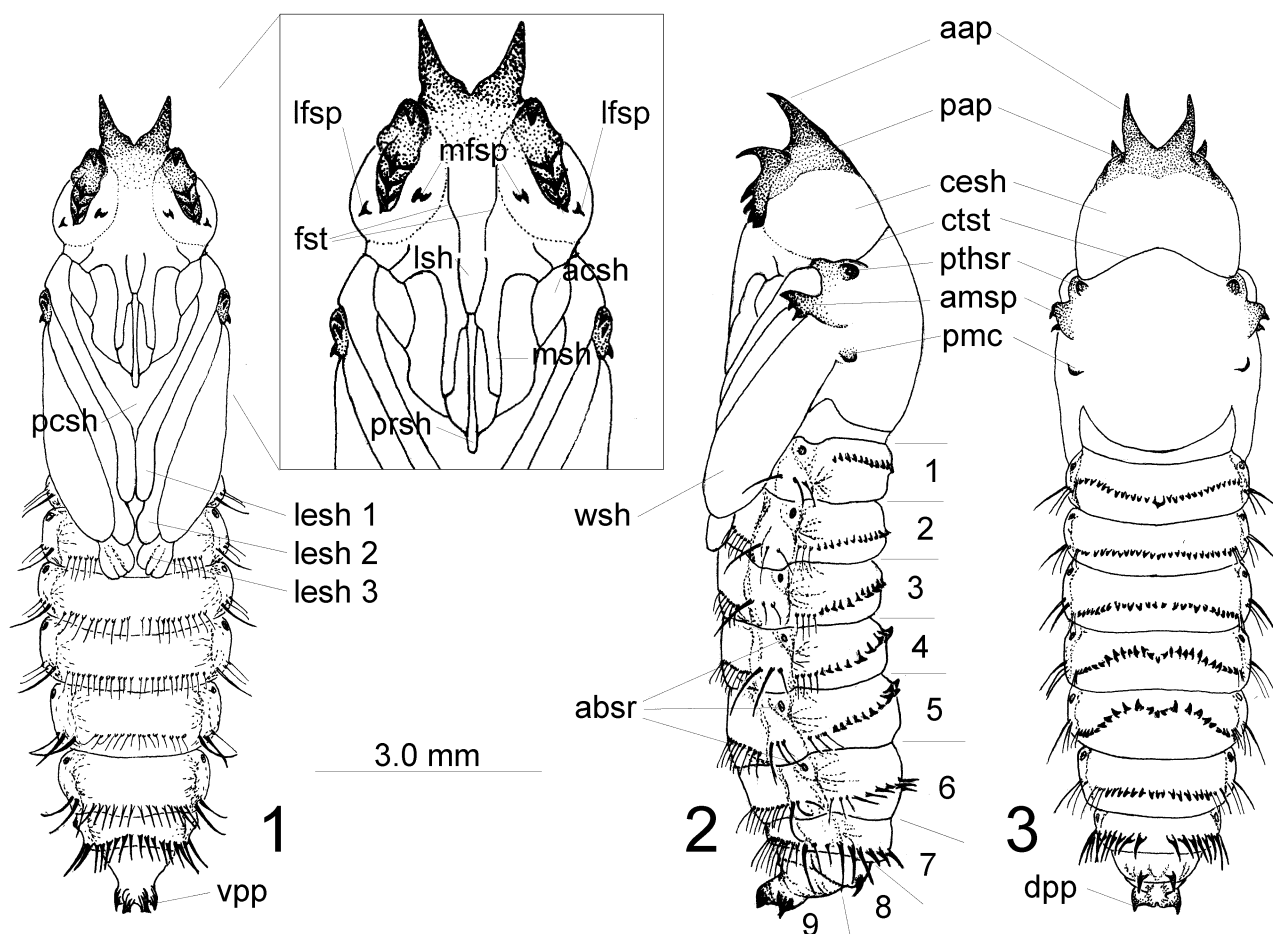 aap
lfsp
lfsp
pap
mfsp
cesh
ctst
fst
lsh
pthsr
acsh
amsp
pmc
msh
pcsh
prsh
1
lesh 1
wsh
2
lesh 2
lesh 3
3
4
absr
5
3.0 mm
6
1
2
3
7
vpp
dpp
8
9